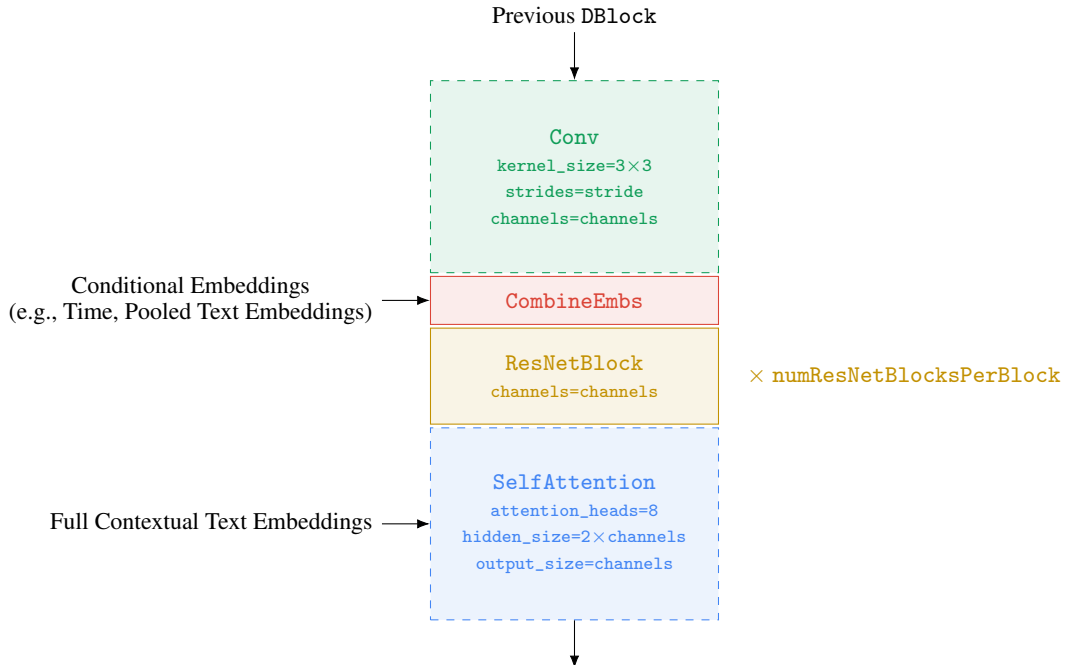 Previous DBlock
Conv
kernel_size=3×3
strides=stride
channels=channels
Conditional Embeddings
(e.g., Time, Pooled Text Embeddings)
CombineEmbs
ResNetBlock
channels=channels
× numResNetBlocksPerBlock
SelfAttention
attention_heads=8
hidden_size=2×channels
output_size=channels
Full Contextual Text Embeddings